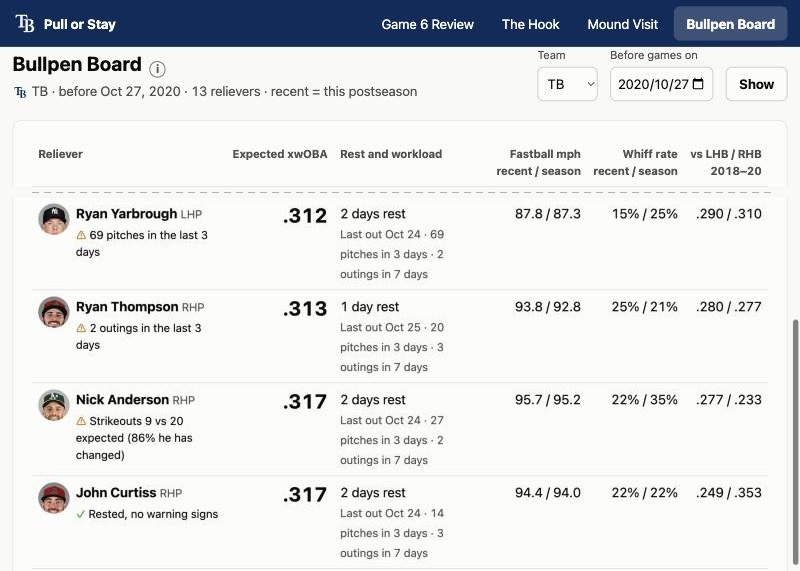 TB Pull or Stay
Game 6 Review
The Hook
Mound Visit
Bullpen Board
Bullpen Board i
TB TB · before Oct 27, 2020 · 13 relievers · recent = this postseason
Team
TB
Before games on
2020/10/27
Show
Reliever
Expected xwOBA
Rest and workload
Fastball mph
recent / season
Whiff rate
recent / season
vs LHB / RHB
2018–20
Ryan Yarbrough LHP
69 pitches in the last 3
days
.312
2 days rest
Last out Oct 24 · 69
pitches in 3 days · 2
outings in 7 days
87.8 / 87.3
15% / 25%
.290 / .310
Ryan Thompson RHP
2 outings in the last 3
days
.313
1 day rest
Last out Oct 25 · 20
pitches in 3 days · 3
outings in 7 days
93.8 / 92.8
25% / 21%
.280 / .277
Nick Anderson RHP
Strikeouts 9 vs 20
expected (86% he has
changed)
.317
2 days rest
Last out Oct 24 · 27
pitches in 3 days · 2
outings in 7 days
95.7 / 95.2
22% / 35%
.277 / .233
John Curtiss RHP
Rested, no warning signs
.317
2 days rest
Last out Oct 24 · 14
pitches in 3 days · 3
outings in 7 days
94.4 / 94.0
22% / 22%
.249 / .353